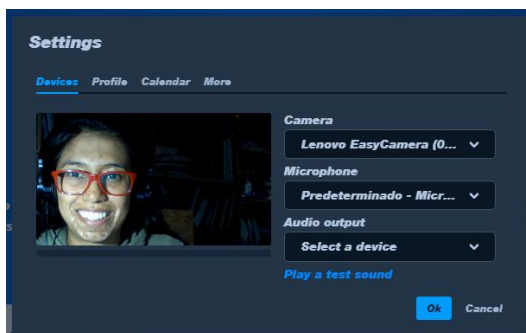 Settings
Devices Profile Calendar More
Camera
Lenovo EasyCamera (0...
Microphone
Predeterminado - Micr...
Audio output
Select a device
Play a test sound
Ok Cancel